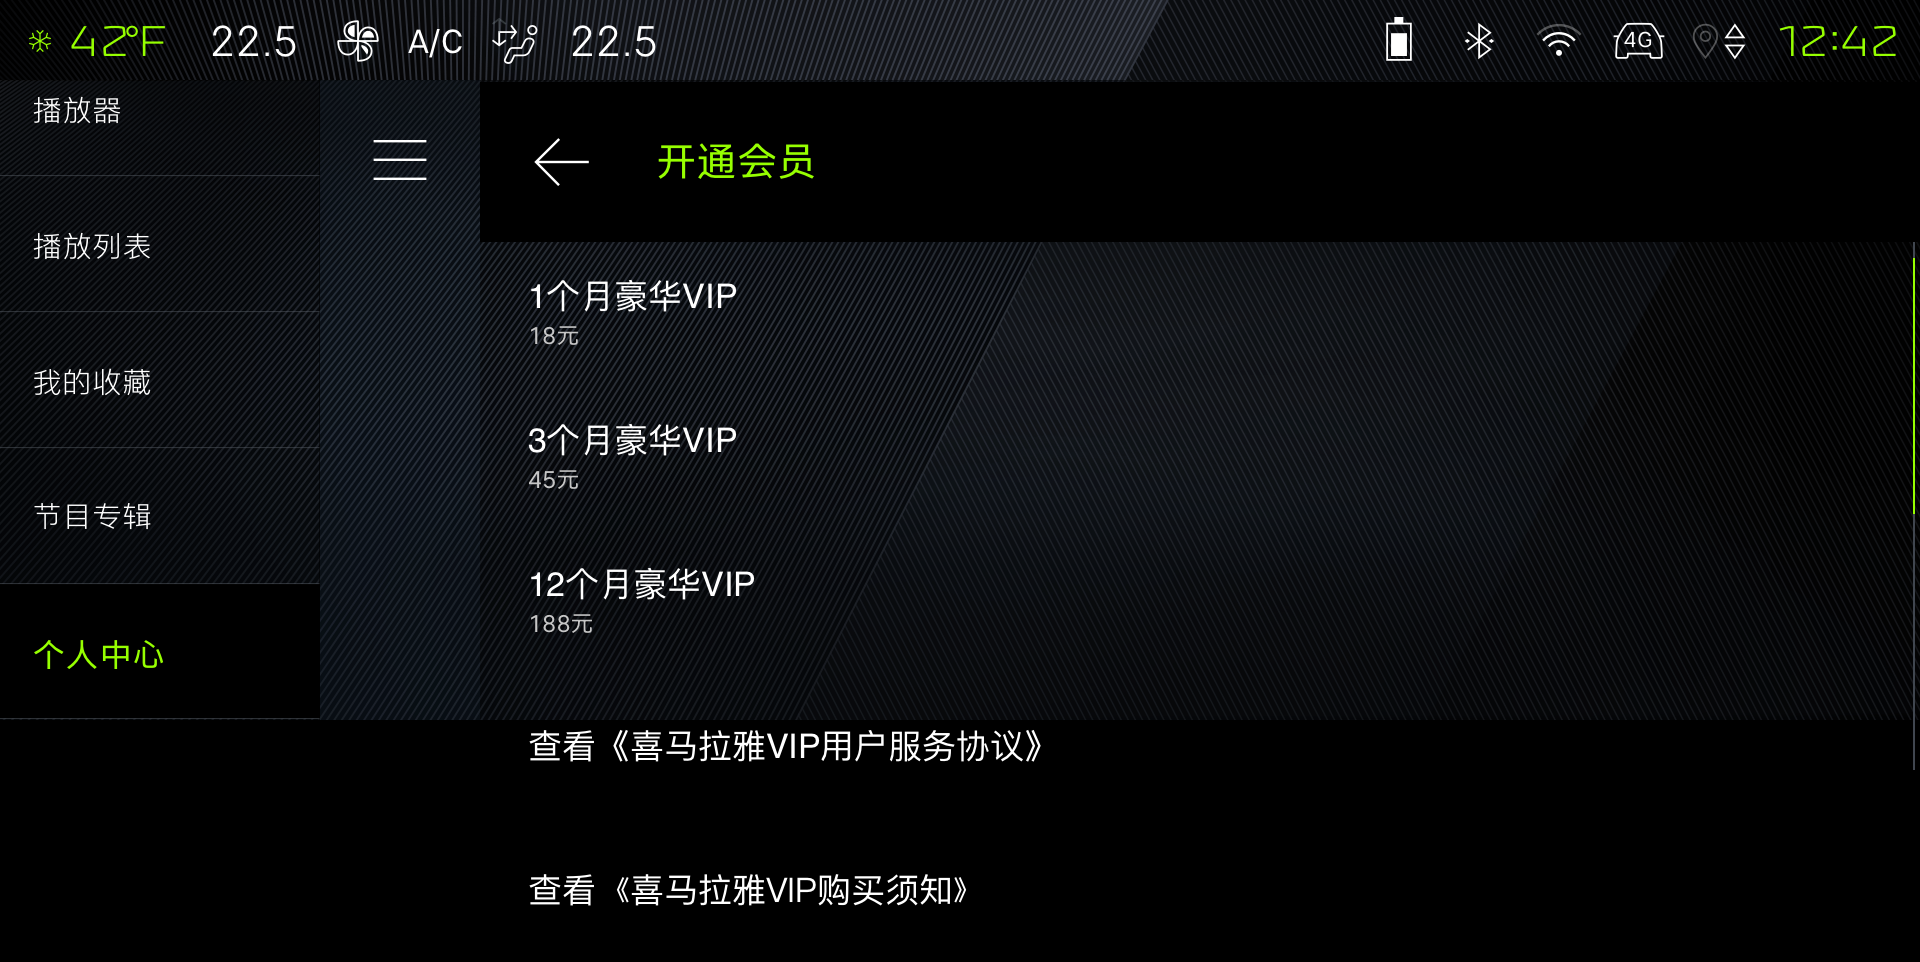 42°F 22.5 A/C 22.5 4G 12:42
播放器
播放列表
我的收藏
节目专辑
个人中心
开通会员
1个月豪华VIP
18元
3个月豪华VIP
45元
12个月豪华VIP
188元
查看《喜马拉雅VIP用户服务协议》
查看《喜马拉雅VIP购买须知》